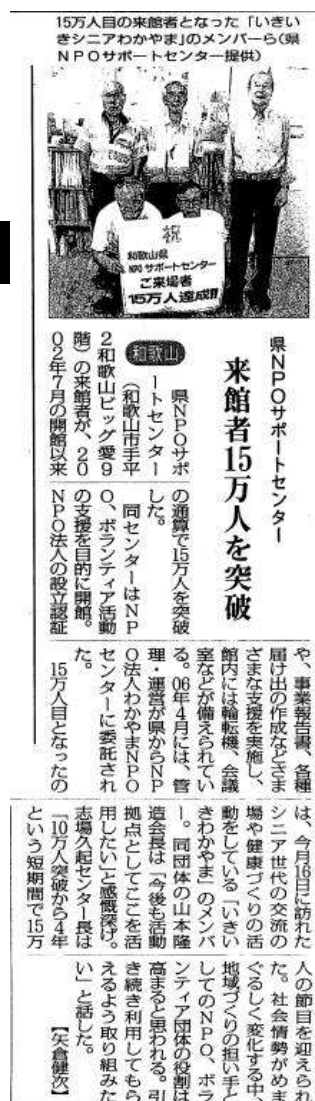 15万人目の来館者となった「いきい
きシニアわかやま」のメンバーら(県
NPOサポートセンター提供)
祝
和歌山県
NPOサポートセンター
ご来場者
15万人達成!!
県NPOサポートセンター
来館者15万人を突破
和歌山
県NPOサポ
ートセンター
(和歌山市手平
2和歌山ビッグ愛9
階)の来館者が、20
02年7月の開館以来
の通算で15万人を突破
した。
同センターはNP
O、ボランティア活動
の支援を目的に開館。
NPO法人の設立認証
や、事業報告書、各種
届け出の作成などさま
ざまな支援を実施し、
館内には輪転機、会議
室などが備えられてい
る。06年4月には、管
理・運営が県からNP
O法人わかやまNPO
センターに委託され
た。
15万人目となったの
は、今月16日に訪れた
シニア世代の交流の
場や健康づくりの活
動をしている「いきい
きわかやま」のメンバ
ー。同団体の山本隆
造会長は「今後も活動
拠点としてここを活
用したい」と感慨深げ。
志場久起センター長は
「10万人突破から4年
という短期間で15万
人の節目を迎えられ
た。社会情勢がめま
ぐるしく変化する中、
地域づくりの担い手と
してのNPO、ボラ
ンティア団体の役割は
高まると思われる。引
き続き利用してもら
えるよう取り組みた
い」と話した。
【矢倉健次】